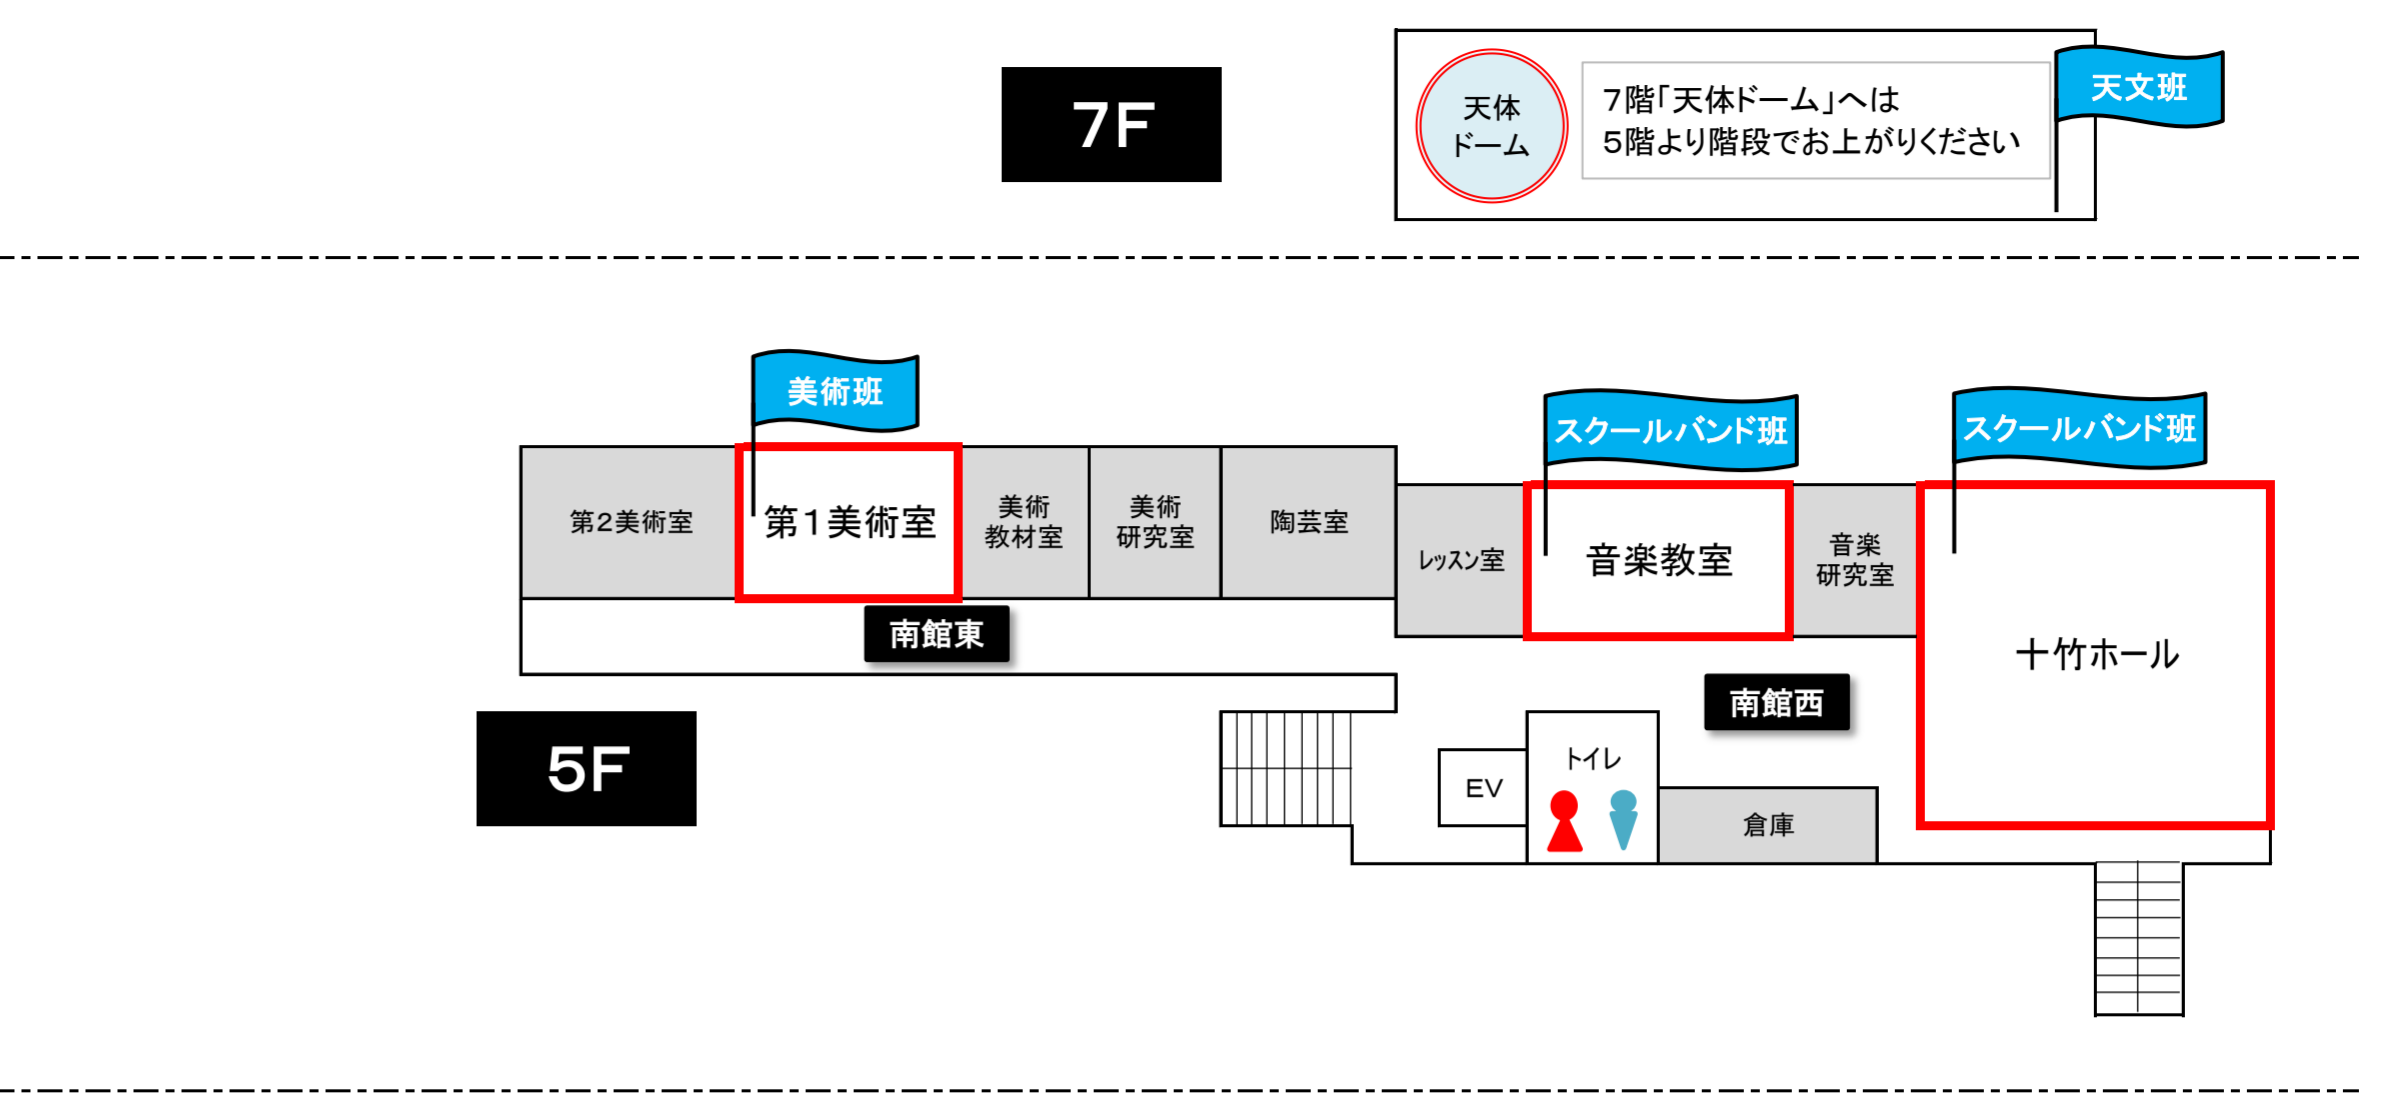 7F
天体
ドーム
7階「天体ドーム」へは
5階より階段でお上がりください
天文班
美術班
スクールバンド班
スクールバンド班
第2美術室
第1美術室
美術
教材室
美術
研究室
陶芸室
レッスン室
音楽教室
音楽
研究室
十竹ホール
南館東
南館西
5F
EV
トイレ
倉庫